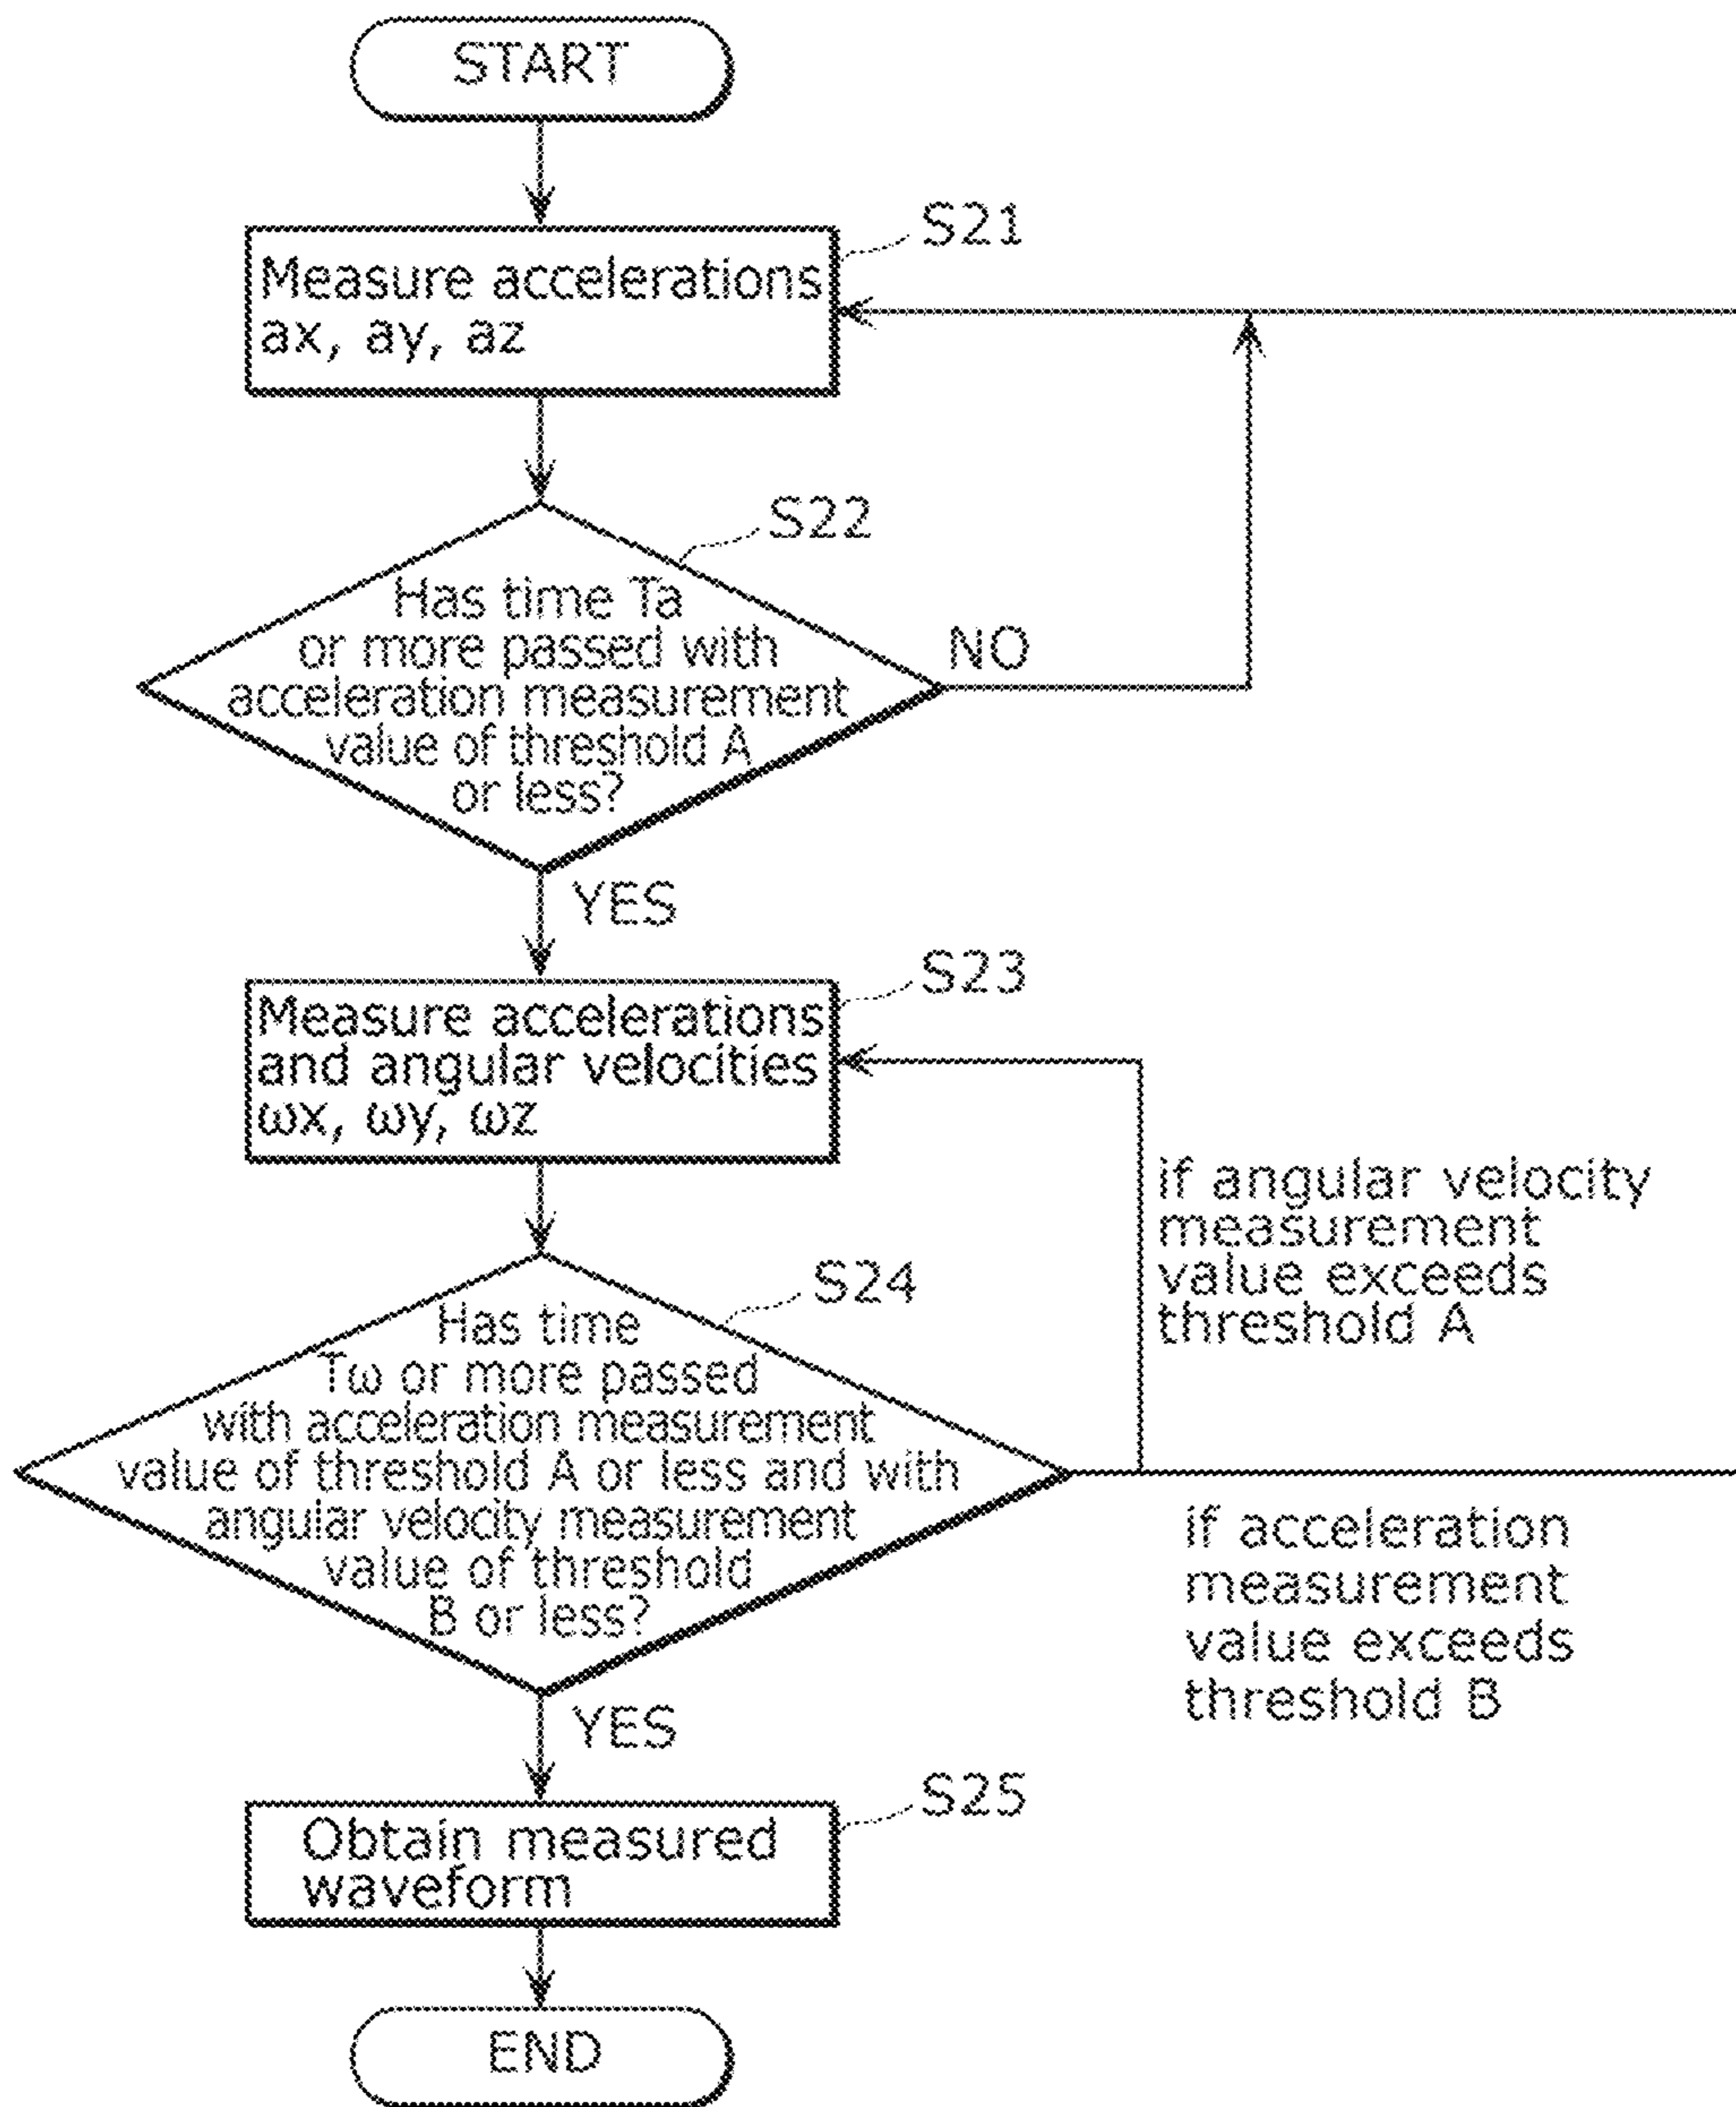 START
S21
Measure accelerations
ax, ay, az
S22
Has time Ta
or more passed with
acceleration measurement
value of threshold A
or less?
NO
YES
S23
Measure accelerations
and angular velocities
ωx, ωy, ωz
if angular velocity
measurement
value exceeds
threshold A
S24
Has time
Tω or more passed
with acceleration measurement
value of threshold A or less and with
angular velocity measurement
value of threshold
B or less?
if acceleration
measurement
value exceeds
threshold B
YES
S25
Obtain measured
waveform
END